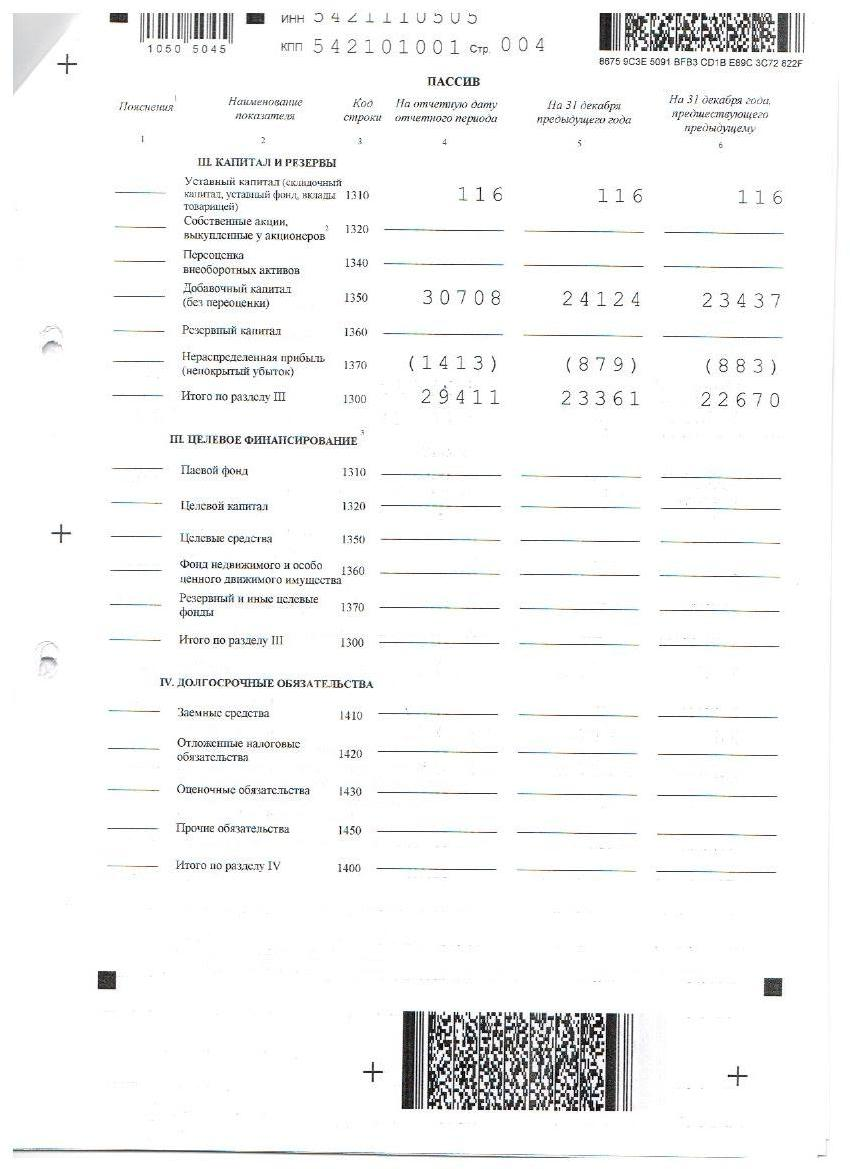 ИНН 5421110505
1050 5045
КПП 542101001 Стр. 004
8675 9C3E 5091 BFB3 CD1B E89C 3C72 822F
ПАССИВ
Пояснения 1 Наименование показателя Код строки На отчетную дату отчетного периода На 31 декабря предыдущего года На 31 декабря года, предшествующего предыдущему
1 2 3 4 5 6
III. КАПИТАЛ И РЕЗЕРВЫ
Уставный капитал (складочный
капитал, уставный фонд, вклады 1310 116 116 116
товарищей)
Собственные акции,
выкупленные у акционеров 2 1320
Переоценка
внеоборотных активов 1340
Добавочный капитал
(без переоценки) 1350 30708 24124 23437
Резервный капитал 1360
Нераспределенная прибыль
(непокрытый убыток) 1370 (1413) (879) (883)
Итого по разделу III 1300 29411 23361 22670
III. ЦЕЛЕВОЕ ФИНАНСИРОВАНИЕ 3
Паевой фонд 1310
Целевой капитал 1320
Целевые средства 1350
Фонд недвижимого и особо
ценного движимого имущества 1360
Резервный и иные целевые
фонды 1370
Итого по разделу III 1300
IV. ДОЛГОСРОЧНЫЕ ОБЯЗАТЕЛЬСТВА
Заемные средства 1410
Отложенные налоговые
обязательства 1420
Оценочные обязательства 1430
Прочие обязательства 1450
Итого по разделу IV 1400